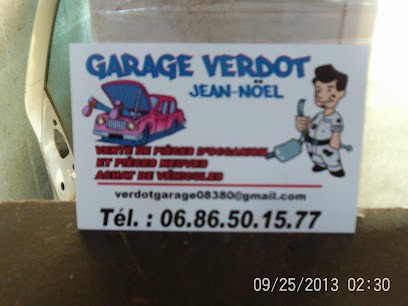 GARAGE VERDOT
JEAN-NÖEL
VENTE DE PIÈCES D'OCCASION
ET PIÈCES NEUVES
ACHAT DE VÉHICULES
verdotgarage08380@gmail.com
Tél. : 06.86.50.15.77
09/25/2013 02:30